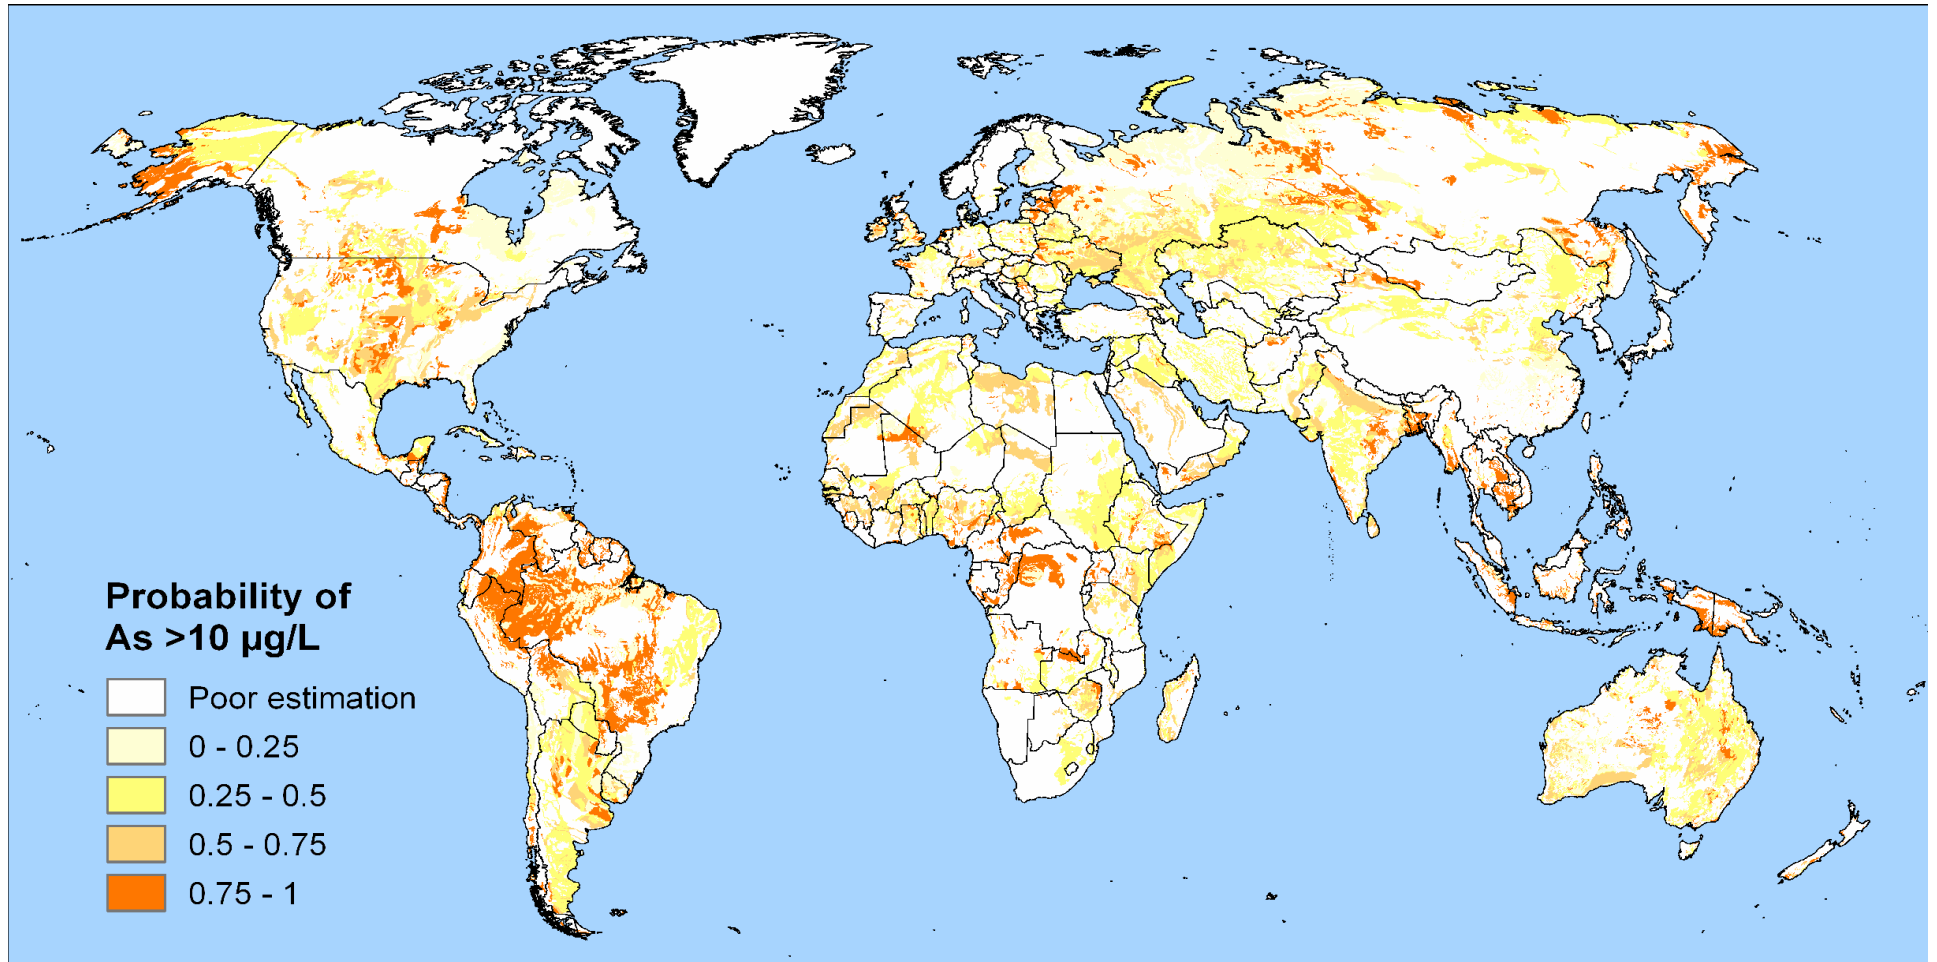 Probability of
As >10 µg/L
Poor estimation
0 - 0.25
0.25 - 0.5
0.5 - 0.75
0.75 - 1